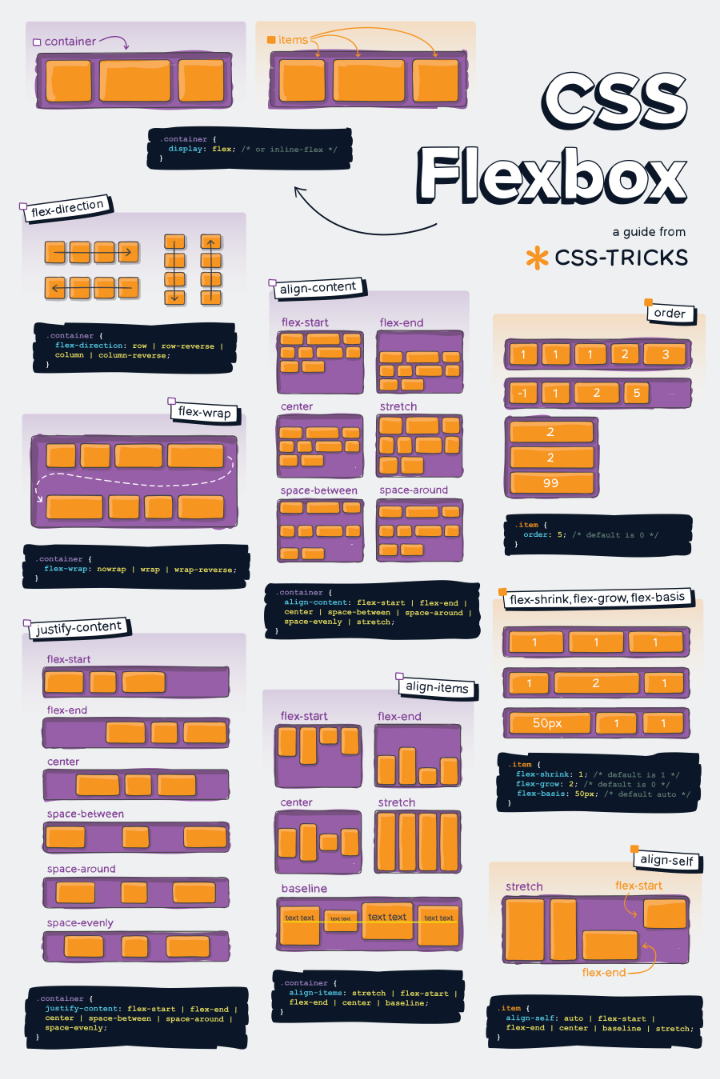 container
items
.container {
display: flex; /* or inline-flex */
}
CSS
Flexbox
a guide from
CSS-TRICKS
flex-direction
.container {
flex-direction: row | row-reverse |
column | column-reverse;
}
flex-wrap
.container {
flex-wrap: nowrap | wrap | wrap-reverse;
}
justify-content
flex-start
flex-end
center
space-between
space-around
space-evenly
.container {
justify-content: flex-start | flex-end |
center | space-between | space-around |
space-evenly;
}
align-content
flex-start flex-end
center stretch
space-between space-around
.container {
align-content: flex-start | flex-end |
center | space-between | space-around |
space-evenly | stretch;
}
align-items
flex-start flex-end
center stretch
baseline
text text text text text text text text
.container {
align-items: stretch | flex-start |
flex-end | center | baseline;
}
order
1 1 1 2 3
-1 1 2 5
2
2
99
.item {
order: 5; /* default is 0 */
}
flex-shrink, flex-grow, flex-basis
1 1 1
1 2 1
50px 1 1
.item {
flex-shrink: 1; /* default is 1 */
flex-grow: 2; /* default is 0 */
flex-basis: 50px; /* default auto */
}
align-self
stretch flex-start
flex-end
.item {
align-self: auto | flex-start |
flex-end | center | baseline | stretch;
}